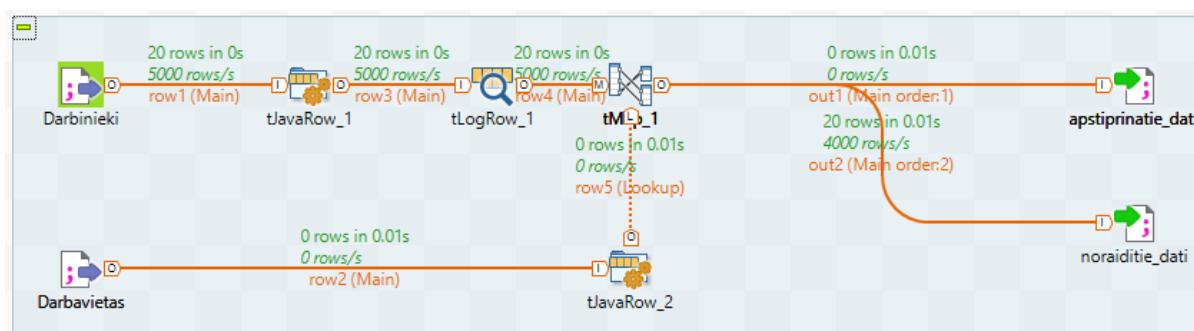 20 rows in 0s
5000 rows/s
row1 (Main)
20 rows in 0s
5000 rows/s
row3 (Main)
20 rows in 0s
5000 rows/s
row4 (Main)
0 rows in 0.01s
0 rows/s
out1 (Main order:1)
20 rows in 0.01s
4000 rows/s
out2 (Main order:2)
Darbinieki
tJavaRow_1
tLogRow_1
tMap_1
apstiprinatie_dat
0 rows in 0.01s
0 rows/s
row5 (Lookup)
0 rows in 0.01s
0 rows/s
row2 (Main)
noraiditie_dati
Darbavietas
tJavaRow_2